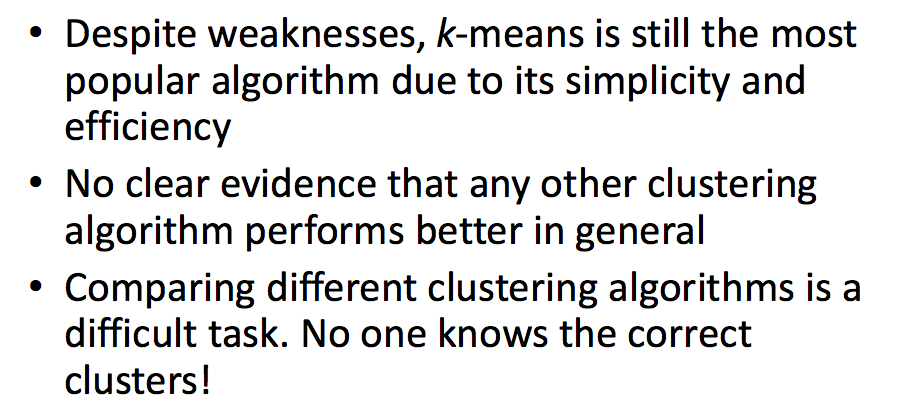 • Despite weaknesses, k-means is still the most
popular algorithm due to its simplicity and
efficiency
• No clear evidence that any other clustering
algorithm performs better in general
• Comparing different clustering algorithms is a
difficult task. No one knows the correct
clusters!